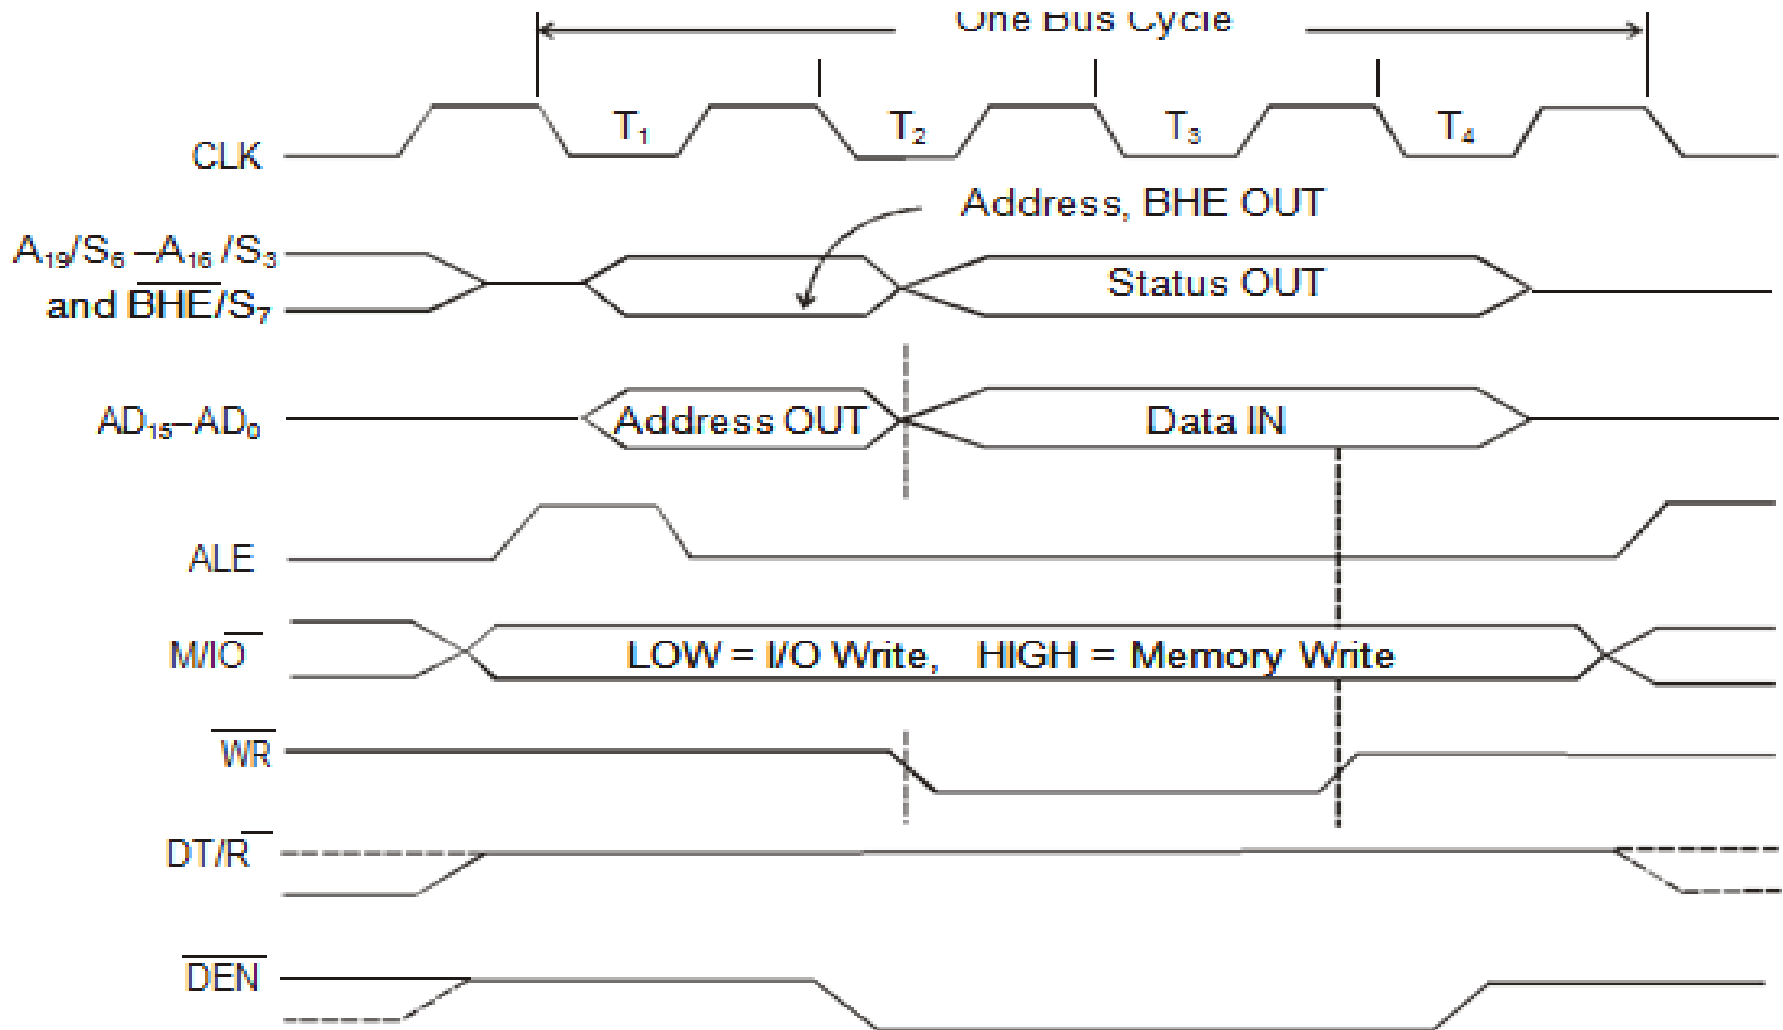 One Bus Cycle
T₁ T₂ T₃ T₄
CLK
Address, BHE OUT
A₁₉/S₆–A₁₆/S₃
and BHE/S₇
Status OUT
AD₁₅–AD₀
Address OUT
Data IN
ALE
M/IO
LOW = I/O Write, HIGH = Memory Write
WR
DT/R
DEN